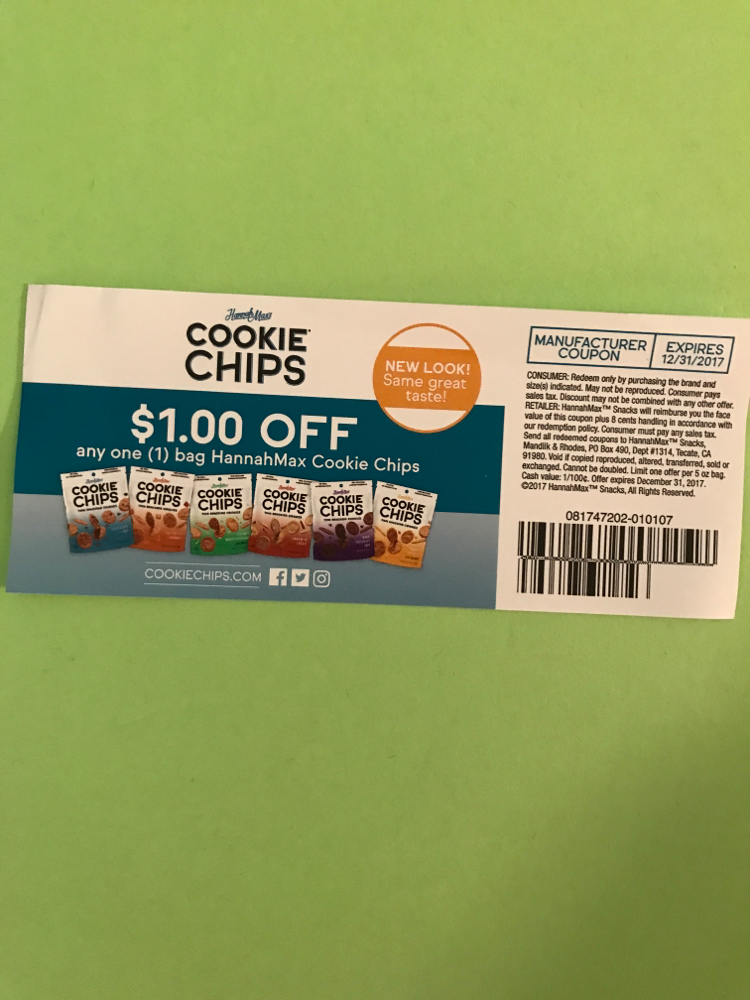 HannahMax
COOKIE
CHIPS
NEW LOOK!
Same great
taste!
$1.00 OFF
any one (1) bag HannahMax Cookie Chips
COOKIE
CHIPS
COOKIE
CHIPS
COOKIE
CHIPS
COOKIE
CHIPS
COOKIE
CHIPS
COOKIE
CHIPS
COOKIECHIPS.COM
MANUFACTURER
COUPON
EXPIRES
12/31/2017
CONSUMER: Redeem only by purchasing the brand and
size(s) indicated. May not be reproduced. Consumer pays
sales tax. Discount may not be combined with any other offer.
RETAILER: HannahMax™ Snacks will reimburse you the face
value of this coupon plus 8 cents handling in accordance with
our redemption policy. Consumer must pay any sales tax.
Send all redeemed coupons to HannahMax™ Snacks,
Mandlik & Rhodes, PO Box 490, Dept #1314, Tecate, CA
91980. Void if copied reproduced, altered, transferred, sold or
exchanged. Cannot be doubled. Limit one offer per 5 oz bag.
Cash value: 1/100¢. Offer expires December 31, 2017.
©2017 HannahMax™ Snacks, All Rights Reserved.
081747202-010107